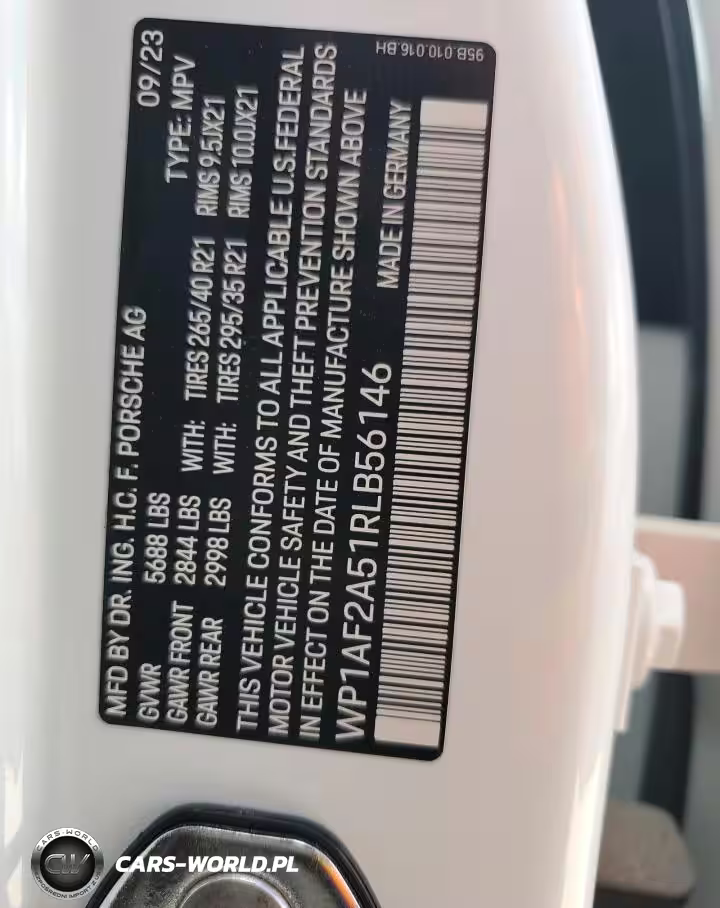 MFD BY DR. ING. H.C. F. PORSCHE AG 09/23
GVWR 5688 LBS TYPE: MPV
GAWR FRONT 2844 LBS WITH: TIRES 265/40 R21 RIMS 9.5JX21
GAWR REAR 2998 LBS WITH: TIRES 295/35 R21 RIMS 10.0JX21
THIS VEHICLE CONFORMS TO ALL APPLICABLE U.S.FEDERAL
MOTOR VEHICLE SAFETY AND THEFT PREVENTION STANDARDS
IN EFFECT ON THE DATE OF MANUFACTURE SHOWN ABOVE
WP1AF2A51RLB56146 MADE IN GERMANY
95B.010.016.BH
CARS-WORLD
CW
CARS-WORLD.PL